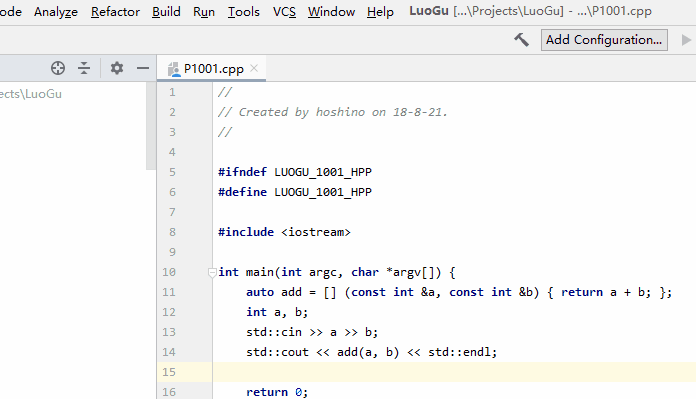 ode Analyze Refactor Build Run Tools VCS Window Help LuoGu [...\Projects\LuoGu] - ...\P1001.cpp
Add Configuration...
P1001.cpp
jects\LuoGu
1 //
2 // Created by hoshino on 18-8-21.
3 //
4
5 #ifndef LUOGU_1001_HPP
6 #define LUOGU_1001_HPP
7
8 #include <iostream>
9
10 int main(int argc, char *argv[]) {
11 auto add = [] (const int &a, const int &b) { return a + b; };
12 int a, b;
13 std::cin >> a >> b;
14 std::cout << add(a, b) << std::endl;
15
16 return 0;